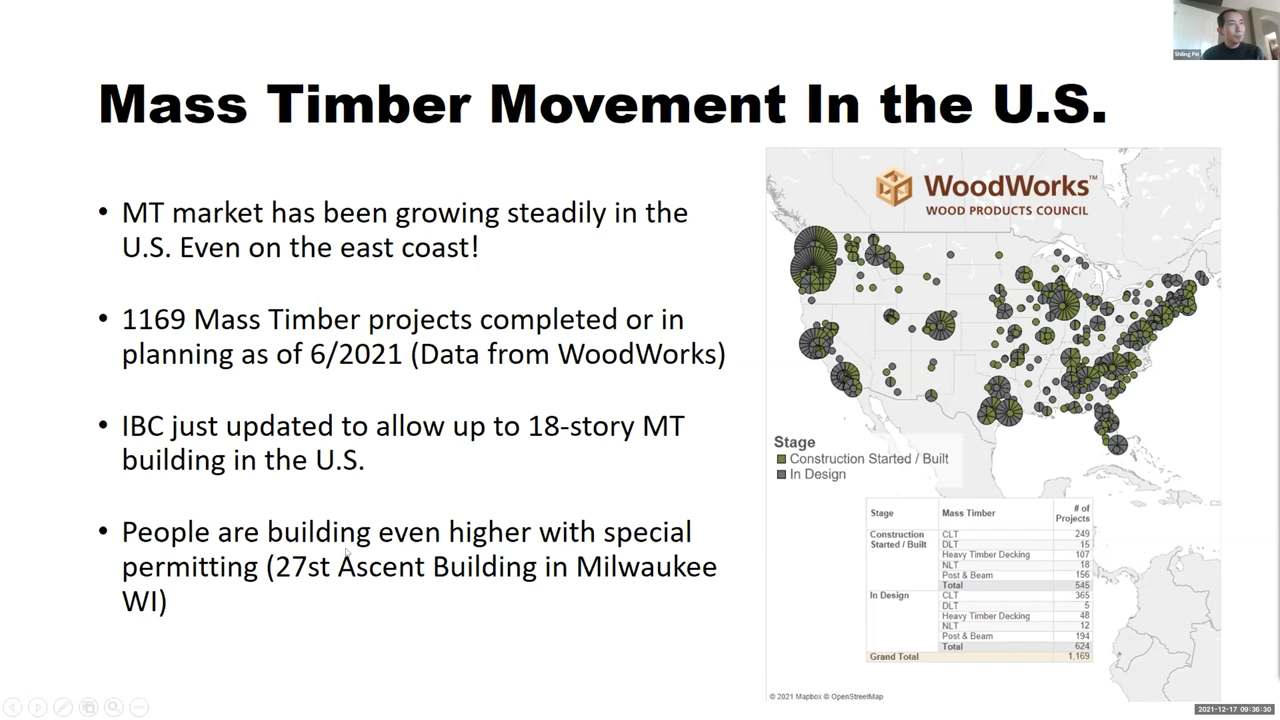 Shiling Pei
Mass Timber Movement In the U.S.
• MT market has been growing steadily in the
U.S. Even on the east coast!
• 1169 Mass Timber projects completed or in
planning as of 6/2021 (Data from WoodWorks)
• IBC just updated to allow up to 18-story MT
building in the U.S.
• People are building even higher with special
permitting (27st Ascent Building in Milwaukee
WI)
WoodWorks™
WOOD PRODUCTS COUNCIL
Stage
Construction Started / Built
In Design
Stage Mass Timber # of
Projects
Construction CLT 249
Started / Built DLT 15
Heavy Timber Decking 107
NLT 18
Post & Beam 156
Total 545
In Design CLT 365
DLT 5
Heavy Timber Decking 48
NLT 12
Post & Beam 194
Total 624
Grand Total 1,169
© 2021 Mapbox © OpenStreetMap
2021-12-17 09:36:30